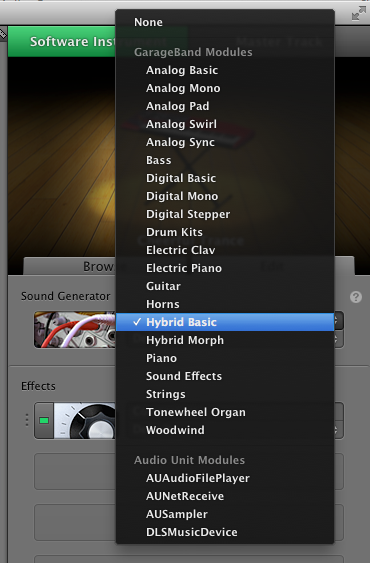 None
Software Inst
Master Track
GarageBand Modules
Analog Basic
Analog Mono
Analog Pad
Analog Swirl
Analog Sync
Bass
Digital Basic
Digital Mono
Digital Stepper
Drum Kits
Electric Clav
Electric Piano
Brow
Guitar
Sound Generator
?
Horns
✓ Hybrid Basic
Hybrid Morph
Piano
Sound Effects
Effects
Strings
Tonewheel Organ
Woodwind
Audio Unit Modules
AUAudioFilePlayer
AUNetReceive
AUSampler
DLSMusicDevice